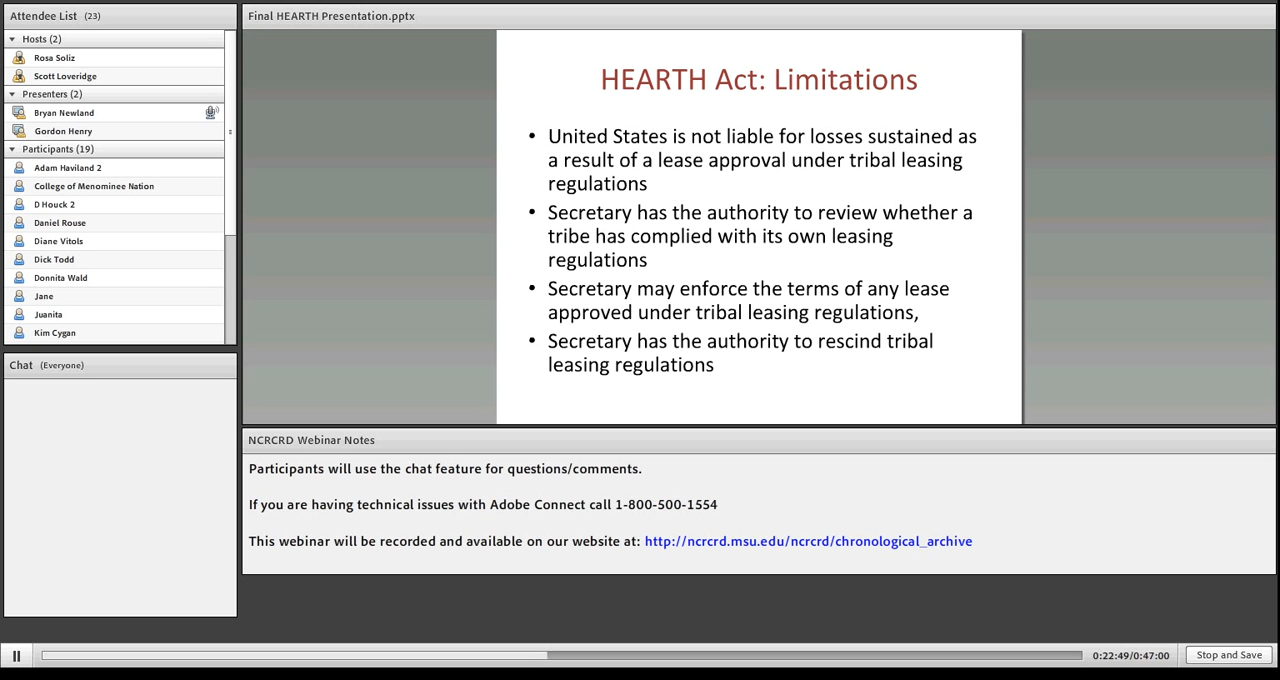 Attendee List (23)
Hosts (2)
Rosa Soliz
Scott Loveridge
Presenters (2)
Bryan Newland
Gordon Henry
Participants (19)
Adam Haviland 2
College of Menominee Nation
D Houck 2
Daniel Rouse
Diane Vitols
Dick Todd
Donnita Wald
Jane
Juanita
Kim Cygan
Chat (Everyone)
Final HEARTH Presentation.pptx
HEARTH Act: Limitations
• United States is not liable for losses sustained as
a result of a lease approval under tribal leasing
regulations
• Secretary has the authority to review whether a
tribe has complied with its own leasing
regulations
• Secretary may enforce the terms of any lease
approved under tribal leasing regulations,
• Secretary has the authority to rescind tribal
leasing regulations
NCRCRD Webinar Notes
Participants will use the chat feature for questions/comments.
If you are having technical issues with Adobe Connect call 1-800-500-1554
This webinar will be recorded and available on our website at: http://ncrcrd.msu.edu/ncrcrd/chronological_archive
0:22:49/0:47:00
Stop and Save